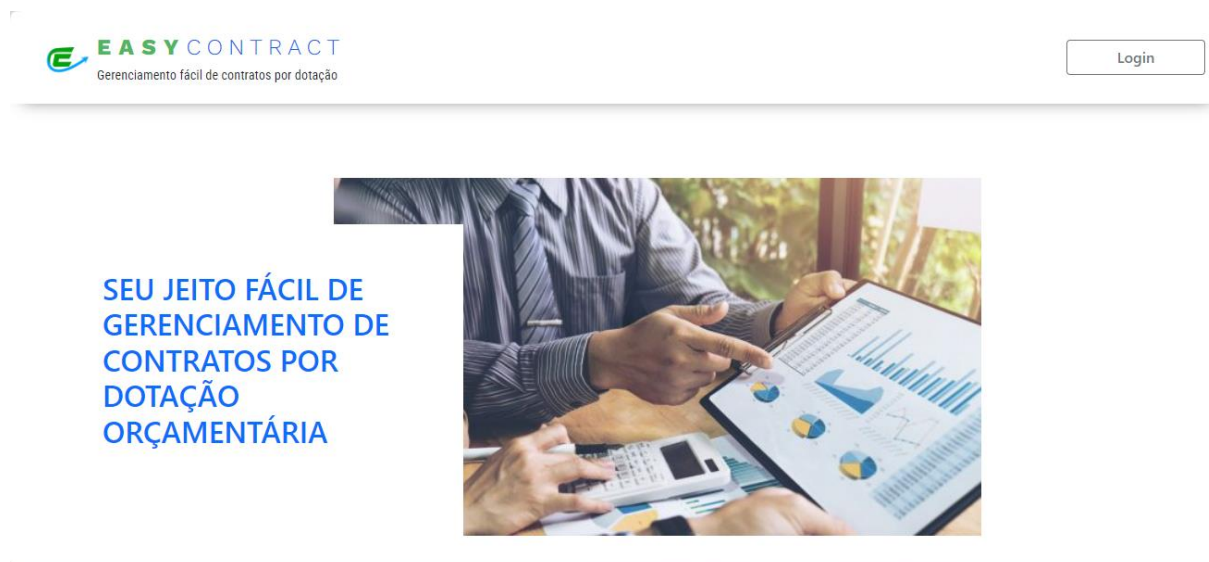 EASYCONTRACT
Gerenciamento fácil de contratos por dotação
Login
SEU JEITO FÁCIL DE
GERENCIAMENTO DE
CONTRATOS POR
DOTAÇÃO
ORÇAMENTÁRIA